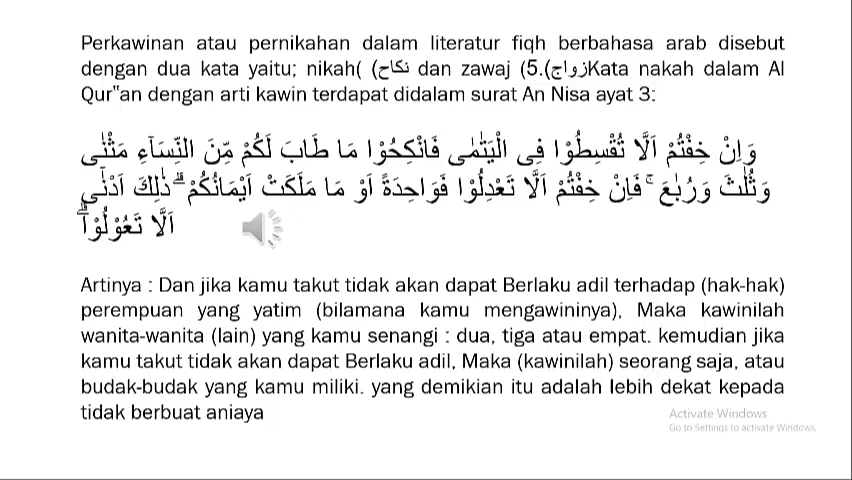 Perkawinan atau pernikahan dalam literatur fiqh berbahasa arab disebut
dengan dua kata yaitu; nikah( (نكاح dan zawaj (5.(زواجKata nakah dalam Al
Qur"an dengan arti kawin terdapat didalam surat An Nisa ayat 3:
وَاِنْ خِفْتُمْ اَلَّا تُقْسِطُوْا فِى الْيَتٰمٰى فَانْكِحُوْا مَا طَابَ لَكُمْ مِّنَ النِّسَاۤءِ مَثْنٰى
وَثُلٰثَ وَرُبٰعَ ۚ فَاِنْ خِفْتُمْ اَلَّا تَعْدِلُوْا فَوَاحِدَةً اَوْ مَا مَلَكَتْ اَيْمَانُكُمْ ۗ ذٰلِكَ اَدْنٰٓى
اَلَّا تَعُوْلُوْاۗ
Artinya : Dan jika kamu takut tidak akan dapat Berlaku adil terhadap (hak-hak)
perempuan yang yatim (bilamana kamu mengawininya), Maka kawinilah
wanita-wanita (lain) yang kamu senangi : dua, tiga atau empat. kemudian jika
kamu takut tidak akan dapat Berlaku adil, Maka (kawinilah) seorang saja, atau
budak-budak yang kamu miliki. yang demikian itu adalah lebih dekat kepada
tidak berbuat aniaya
Activate Windows
Go to Settings to activate Windows.